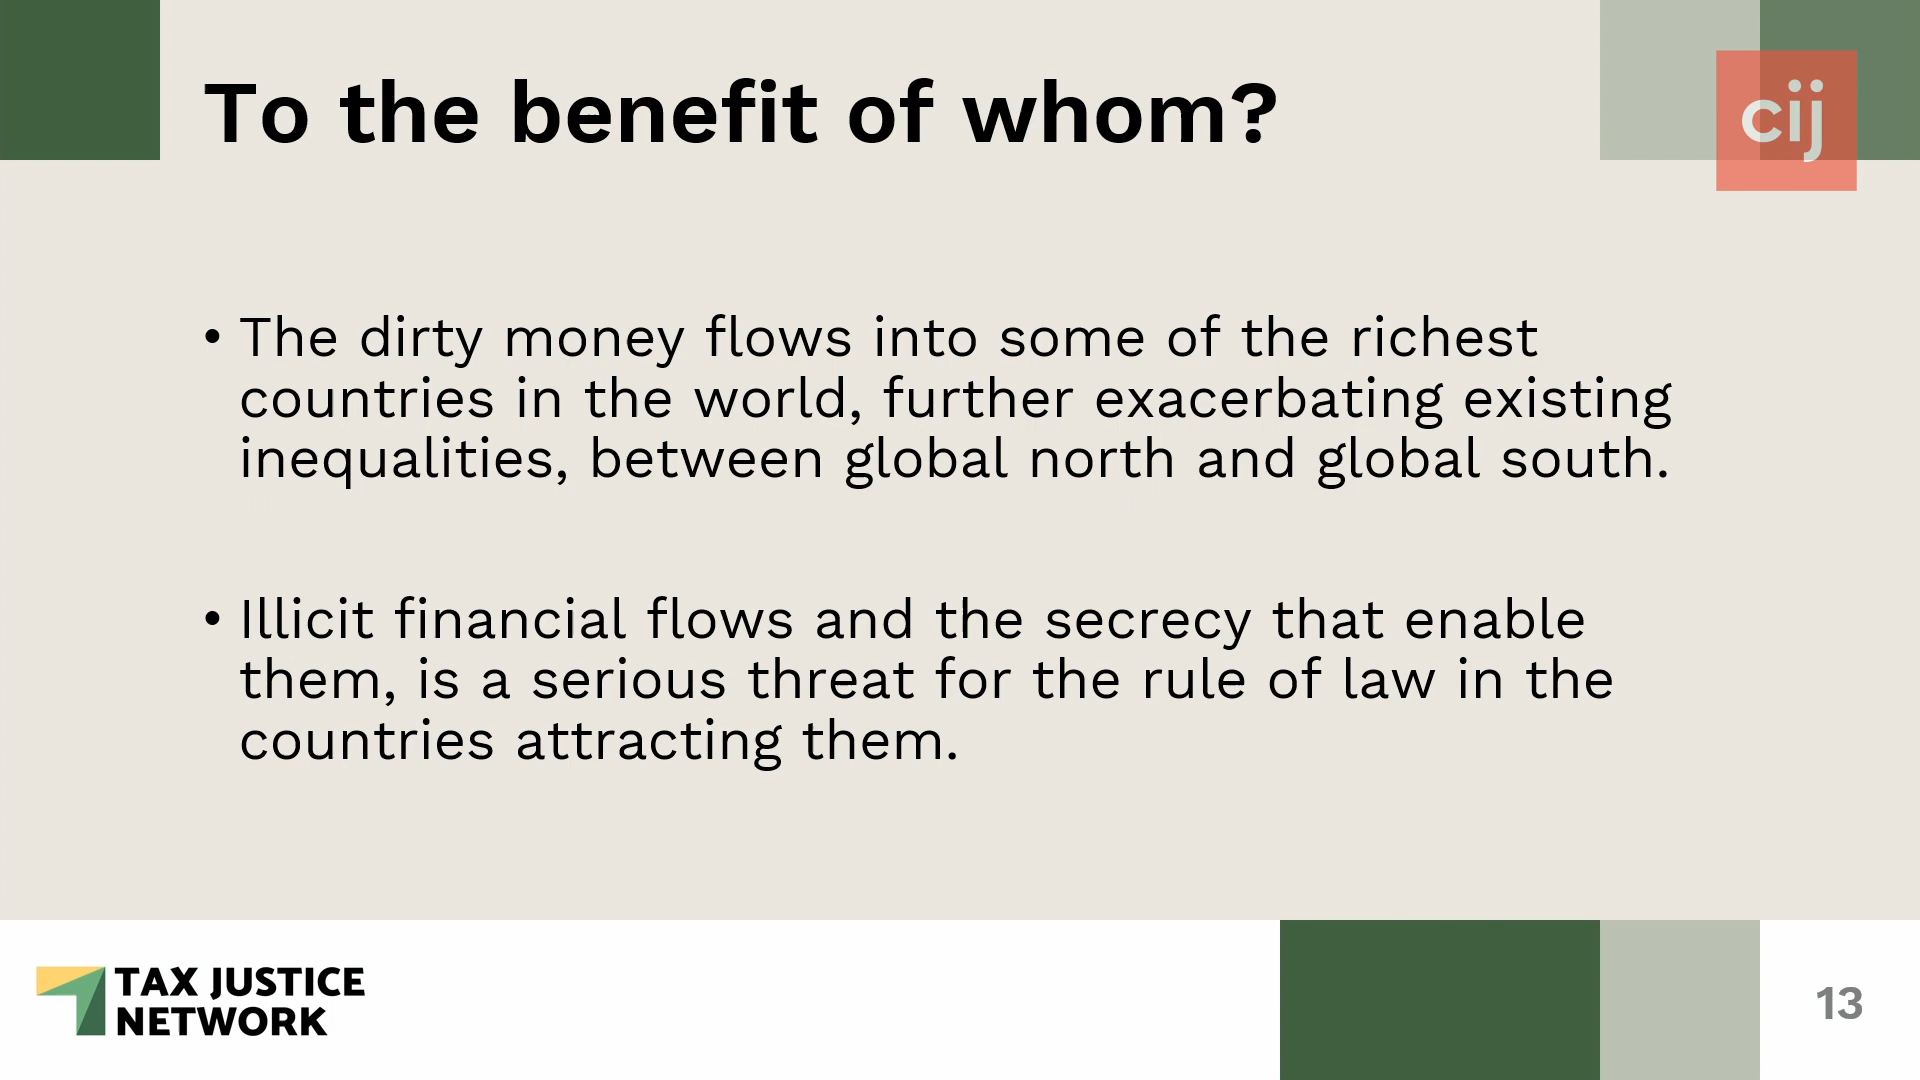 To the benefit of whom?
cij
• The dirty money flows into some of the richest
countries in the world, further exacerbating existing
inequalities, between global north and global south.
• Illicit financial flows and the secrecy that enable
them, is a serious threat for the rule of law in the
countries attracting them.
TAX JUSTICE
NETWORK
13